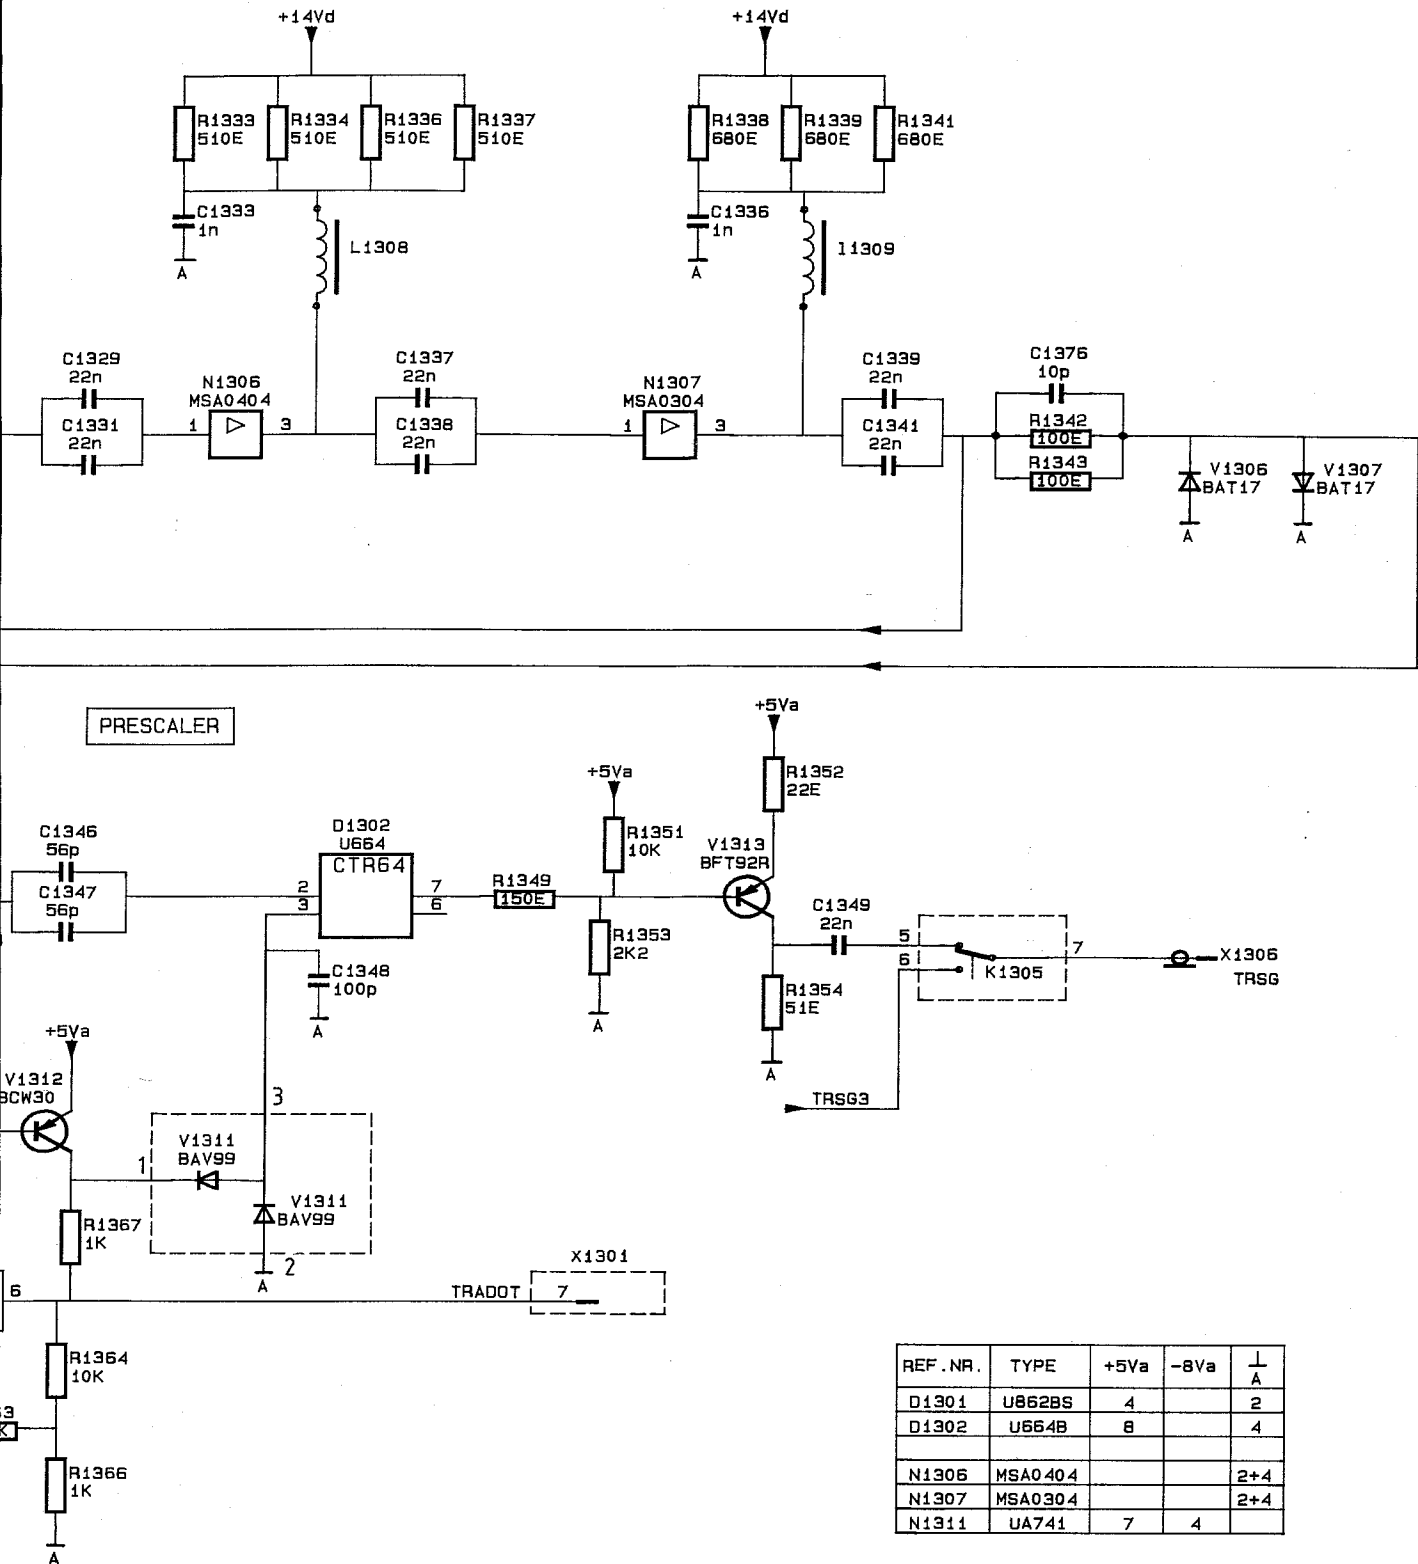 +14Vd
+14Vd
R1333
510E
R1334
510E
R1336
510E
R1337
510E
R1338
680E
R1339
680E
R1341
680E
C1333
1n
A
L1308
C1336
1n
A
l1309
C1329
22n
C1331
22n
N1306
MSA0404
1
3
C1337
22n
C1338
22n
N1307
MSA0304
1
3
C1339
22n
C1341
22n
C1376
10p
R1342
100E
R1343
100E
V1306
BAT17
A
V1307
BAT17
A
PRESCALER
+5Va
R1352
22E
+5Va
R1351
10K
V1313
BFT92R
C1346
56p
C1347
56p
D1302
U664
CTR64
2
3
7
6
R1349
150E
R1353
2K2
A
C1348
100p
A
C1349
22n
5
6
K1305
7
X1306
TRSG
R1354
51E
A
TRSG3
+5Va
V1312
BCW30
3
1
V1311
BAV99
V1311
BAV99
A
2
R1367
1K
6
TRADOT
X1301
7
R1364
10K
63
K
R1366
1K
A
REF.NR. TYPE +5Va -8Va A
D1301 U862BS 4 2
D1302 U664B 8 4
N1306 MSA0404 2+4
N1307 MSA0304 2+4
N1311 UA741 7 4